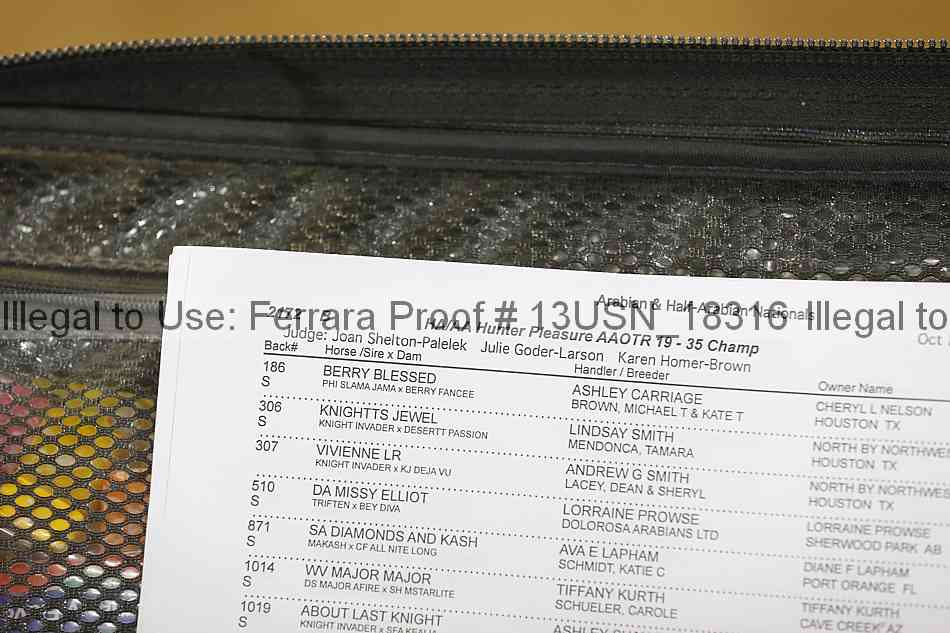 Arabian & Half-Arabian Nationals
Illegal to Use: Ferrara Proof # 13USN 18316 Illegal to
2172 S
HA/AA Hunter Pleasure AAOTR 19 - 35 Champ
Oct
Judge: Joan Shelton-Palelek Julie Goder-Larson Karen Homer-Brown
Back# Horse /Sire x Dam Handler / Breeder Owner Name
186 BERRY BLESSED ASHLEY CARRIAGE CHERYL L NELSON
S PHI SLAMA JAMA x BERRY FANCEE BROWN, MICHAEL T & KATE T HOUSTON TX
306 KNIGHTTS JEWEL LINDSAY SMITH NORTH BY NORTHWES
S KNIGHT INVADER x DESERTT PASSION MENDONCA, TAMARA HOUSTON TX
307 VIVIENNE LR ANDREW G SMITH NORTH BY NORTHWES
KNIGHT INVADER x KJ DEJA VU LACEY, DEAN & SHERYL HOUSTON TX
510 DA MISSY ELLIOT LORRAINE PROWSE LORRAINE PROWSE
S TRIFTEN x BEY DIVA DOLOROSA ARABIANS LTD SHERWOOD PARK AB
871 SA DIAMONDS AND KASH AVA E LAPHAM DIANE F LAPHAM
S MAKASH x CF ALL NITE LONG SCHMIDT, KATIE C PORT ORANGE FL
1014 WV MAJOR MAJOR TIFFANY KURTH TIFFANY KURTH
S DS MAJOR AFIRE x SH MSTARLITE SCHUELER, CAROLE CAVE CREEK AZ
1019 ABOUT LAST KNIGHT
S KNIGHT INVADER x